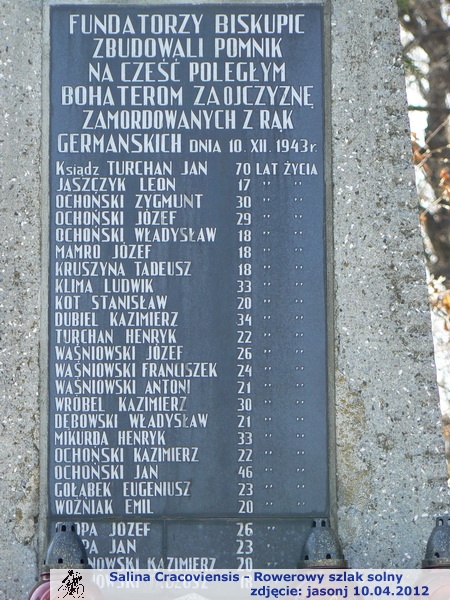 FUNDATORZY BISKUPIC
ZBUDOWALI POMNIK
NA CZEŚĆ POLEGŁYM
BOHATEROM ZA OJCZYZNĘ
ZAMORDOWANYCH Z RĄK
GERMAŃSKICH DNIA 10. XII. 1943 r.
Ksiądz TURCHAN JAN 70 LAT ŻYCIA
JASZCZYK LEON 17 " "
OCHOŃSKI ZYGMUNT 30 " "
OCHOŃSKI JÓZEF 29 " "
OCHOŃSKI WŁADYSŁAW 18 " "
MAMRO JÓZEF 18 " "
KRUSZYNA TADEUSZ 18 " "
KLIMA LUDWIK 33 " "
KOT STANISŁAW 20 " "
DUBIEL KAZIMIERZ 34 " "
TURCHAN HENRYK 22 " "
WAŚNIOWSKI JÓZEF 26 " "
WAŚNIOWSKI FRANCISZEK 24 " "
WAŚNIOWSKI ANTONI 21 " "
WRÓBEL KAZIMIERZ 30 " "
DĘBOWSKI WŁADYSŁAW 21 " "
MIKURDA HENRYK 33 " "
OCHOŃSKI KAZIMIERZ 22 " "
OCHOŃSKI JAN 46 " "
GOŁĄBEK EUGENIUSZ 23 " "
WOŹNIAK EMIL 20 " "
JÓZEF 26 " "
JAN 23 " "
KAZIMIERZ 20 " "
Salina Cracoviensis - Rowerowy szlak solny
zdjęcie: jasonj 10.04.2012